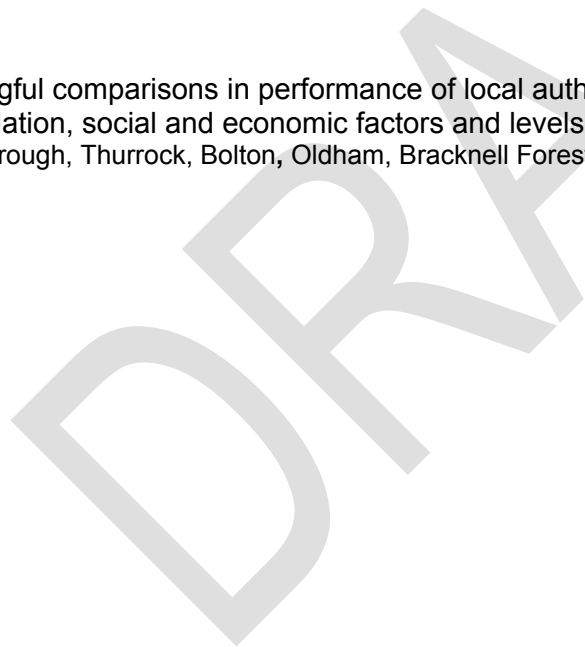 gful comparisons in performance of local auth
lation, social and economic factors and levels
rough, Thurrock, Bolton, Oldham, Bracknell Fores
DRA